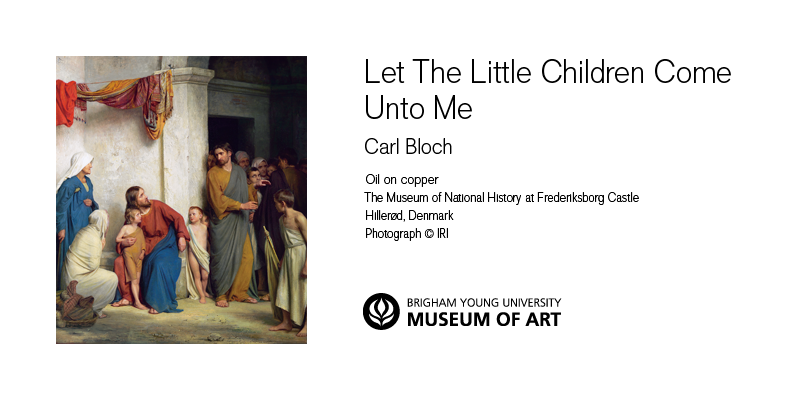 Let The Little Children Come
Unto Me
Carl Bloch
Oil on copper
The Museum of National History at Frederiksborg Castle
Hillerød, Denmark
Photograph © IRI
BRIGHAM YOUNG UNIVERSITY
MUSEUM OF ART